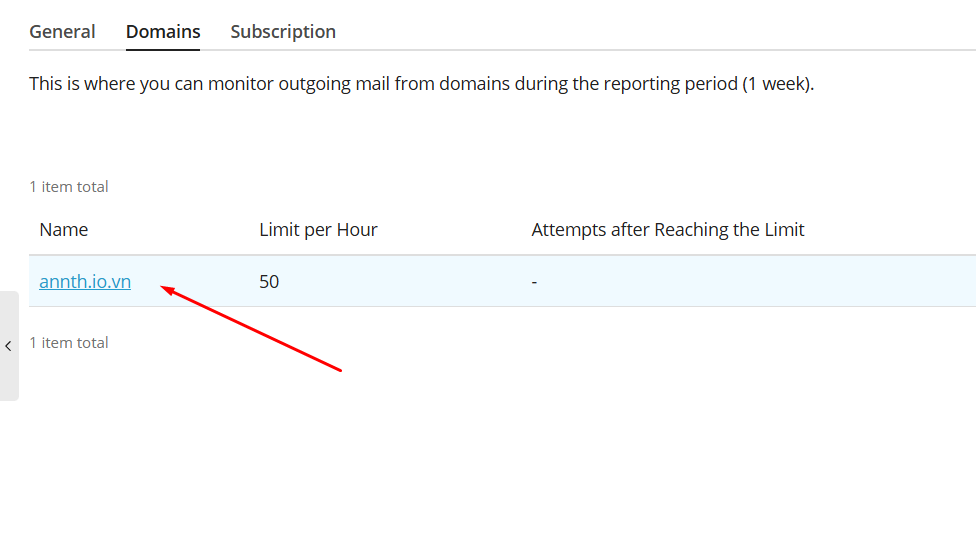 General Domains Subscription
This is where you can monitor outgoing mail from domains during the reporting period (1 week).
1 item total
Name Limit per Hour Attempts after Reaching the Limit
annth.io.vn 50 -
1 item total